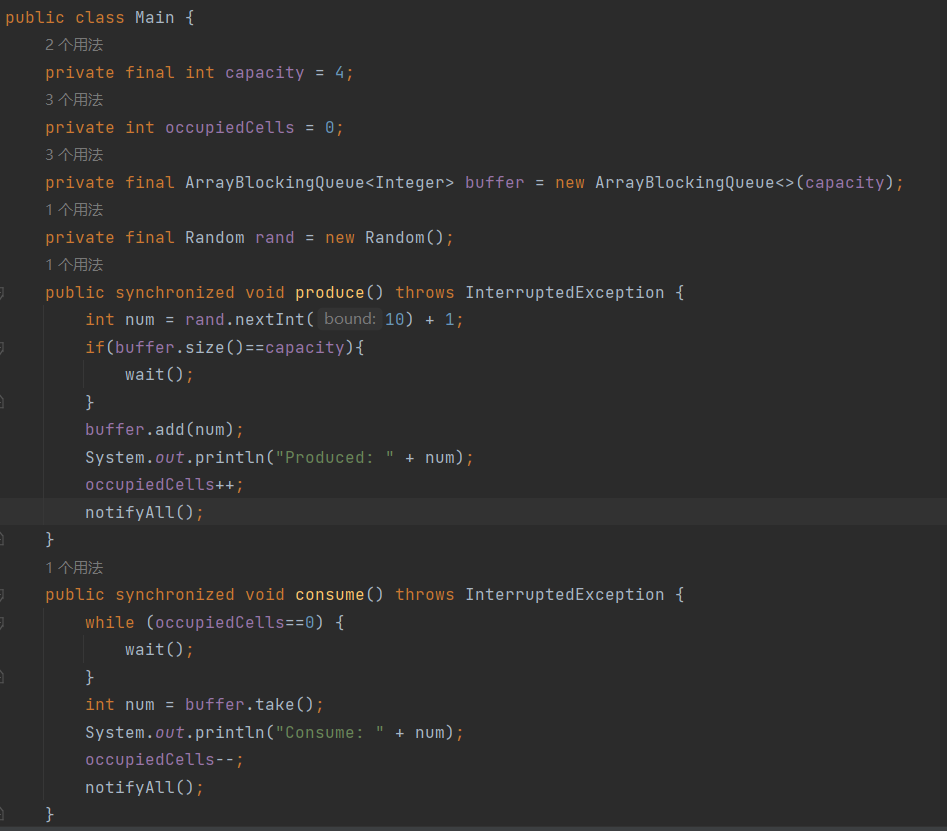 public class Main {
2 个用法
private final int capacity = 4;
3 个用法
private int occupiedCells = 0;
3 个用法
private final ArrayBlockingQueue<Integer> buffer = new ArrayBlockingQueue<>(capacity);
1 个用法
private final Random rand = new Random();
1 个用法
public synchronized void produce() throws InterruptedException {
int num = rand.nextInt( bound: 10) + 1;
if(buffer.size()==capacity){
wait();
}
buffer.add(num);
System.out.println("Produced: " + num);
occupiedCells++;
notifyAll();
}
1 个用法
public synchronized void consume() throws InterruptedException {
while (occupiedCells==0) {
wait();
}
int num = buffer.take();
System.out.println("Consume: " + num);
occupiedCells--;
notifyAll();
}